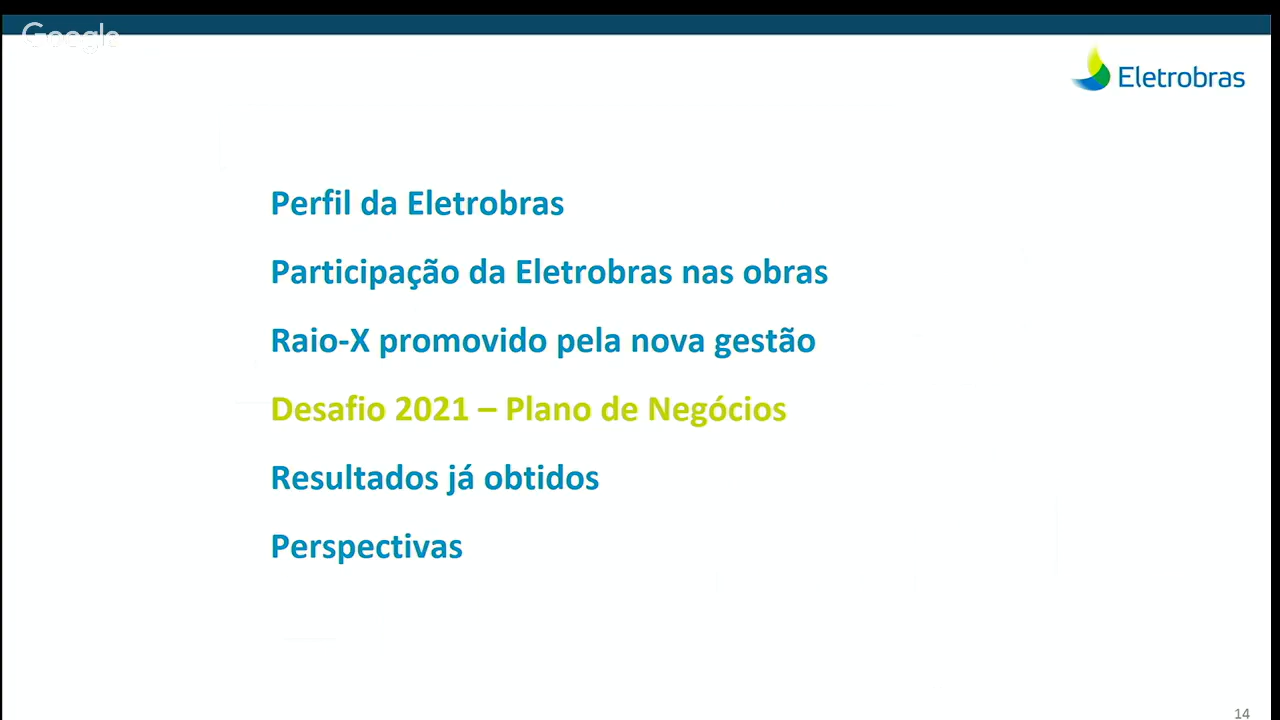 Google
Eletrobras
Perfil da Eletrobras
Participação da Eletrobras nas obras
Raio-X promovido pela nova gestão
Desafio 2021 – Plano de Negócios
Resultados já obtidos
Perspectivas
14